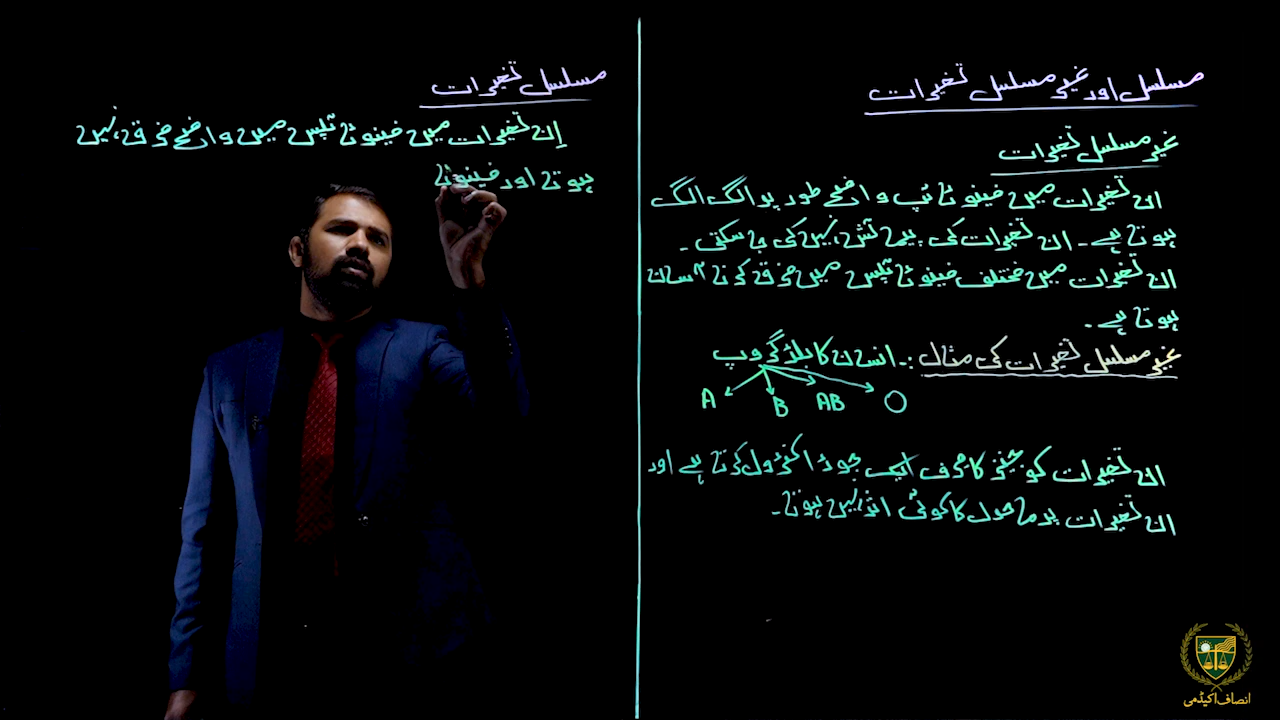 مسلسل اور غیر مسلسل تغیرات
غیر مسلسل تغیرات
ان تغیرات میں فینوٹائپ واضح طور پر الگ الگ
ہوتا ہے۔ ان تغیرات کی پیمائش نہیں کی جا سکتی۔
ان تغیرات میں مختلف فینوٹائپس میں فرق کرنا آسان
ہوتا ہے۔
غیر مسلسل تغیرات کی مثال :۔ انسان کا بلڈ گروپ
A B AB O
ان تغیرات کو جینز کا صرف ایک جوڑا کنٹرول کرتا ہے اور
ان تغیرات پر ماحول کا کوئی اثر نہیں ہوتا۔
مسلسل تغیرات
اِن تغیرات میں فینوٹائپس میں واضح فرق نہیں
ہوتا اور فینوٹا
انصاف اکیڈمی